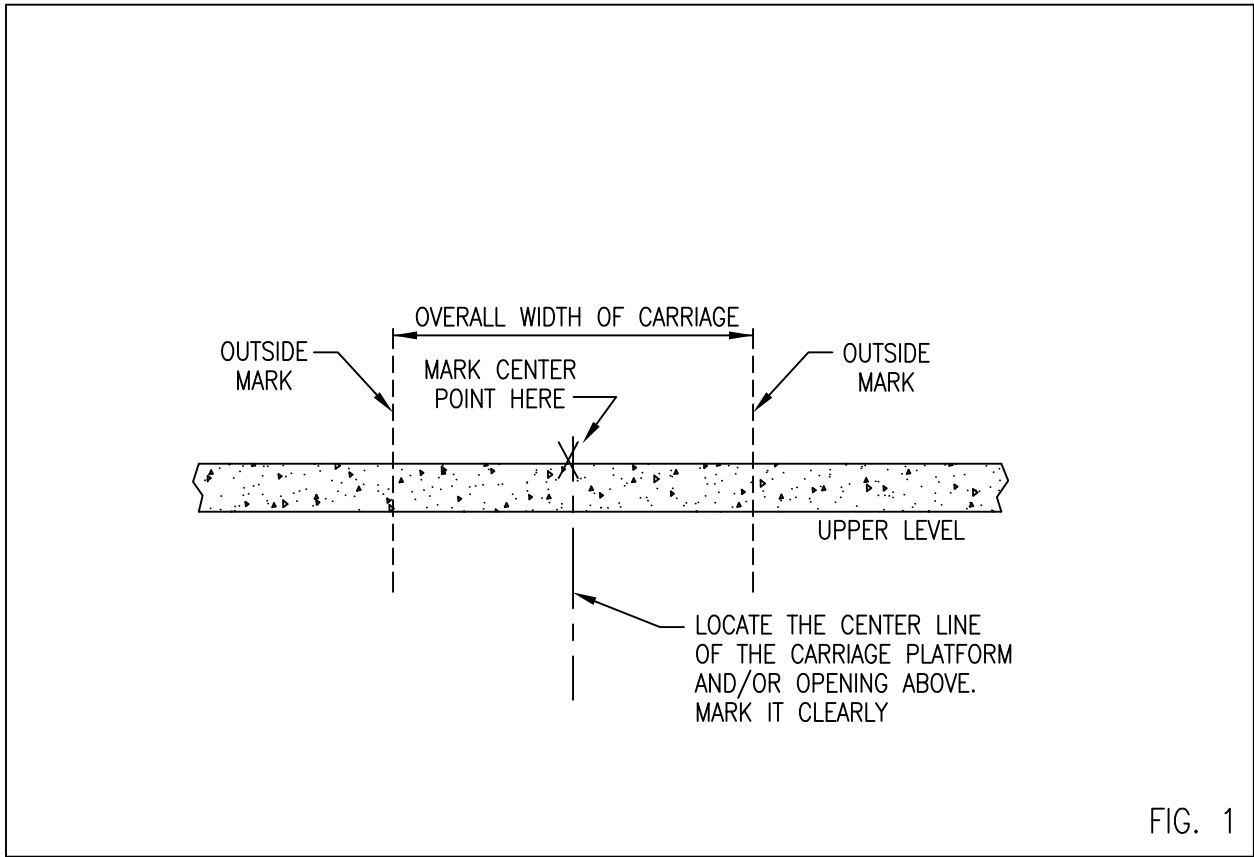 OVERALL WIDTH OF CARRIAGE
OUTSIDE
MARK
MARK CENTER
POINT HERE
OUTSIDE
MARK
UPPER LEVEL
LOCATE THE CENTER LINE
OF THE CARRIAGE PLATFORM
AND/OR OPENING ABOVE.
MARK IT CLEARLY
FIG. 1